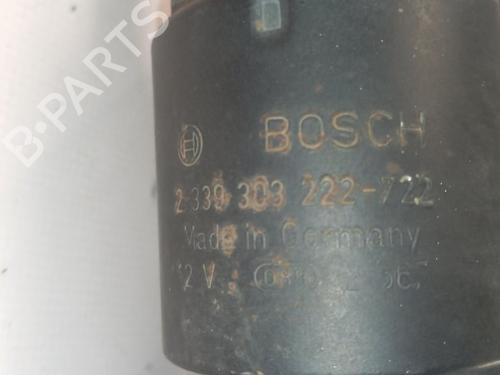 B-PARTS
BOSCH
2 339 303 222-722
Made in Germany
12 V